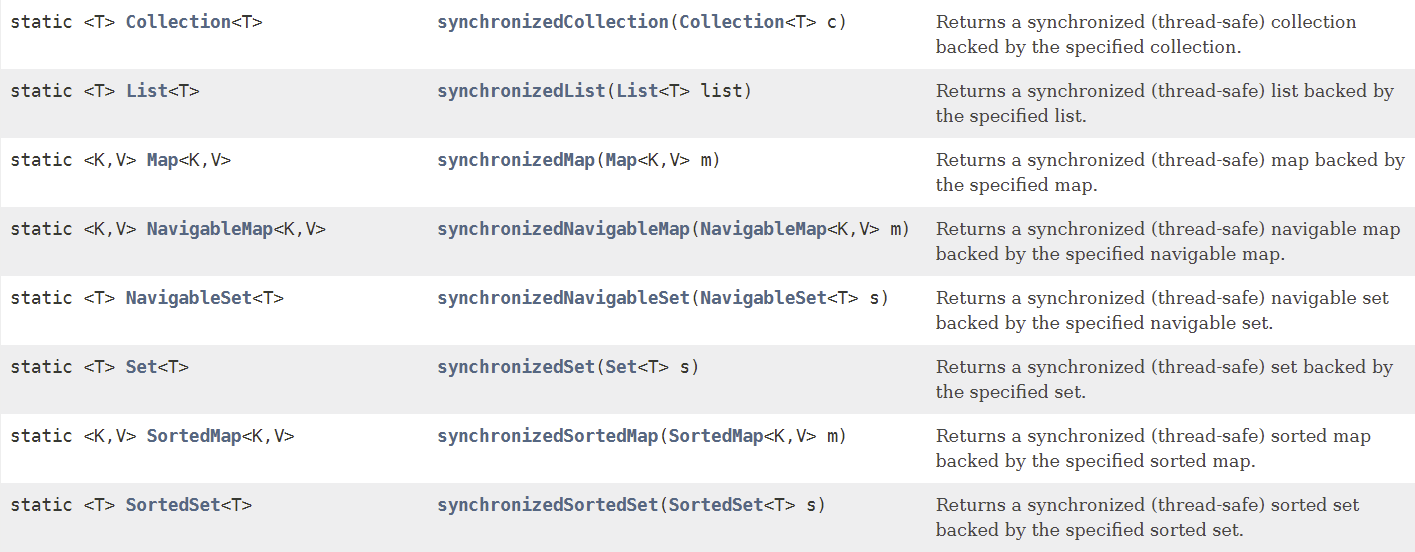 static <T> Collection<T> synchronizedCollection(Collection<T> c) Returns a synchronized (thread-safe) collection
backed by the specified collection.
static <T> List<T> synchronizedList(List<T> list) Returns a synchronized (thread-safe) list backed by
the specified list.
static <K,V> Map<K,V> synchronizedMap(Map<K,V> m) Returns a synchronized (thread-safe) map backed by
the specified map.
static <K,V> NavigableMap<K,V> synchronizedNavigableMap(NavigableMap<K,V> m) Returns a synchronized (thread-safe) navigable map
backed by the specified navigable map.
static <T> NavigableSet<T> synchronizedNavigableSet(NavigableSet<T> s) Returns a synchronized (thread-safe) navigable set
backed by the specified navigable set.
static <T> Set<T> synchronizedSet(Set<T> s) Returns a synchronized (thread-safe) set backed by
the specified set.
static <K,V> SortedMap<K,V> synchronizedSortedMap(SortedMap<K,V> m) Returns a synchronized (thread-safe) sorted map
backed by the specified sorted map.
static <T> SortedSet<T> synchronizedSortedSet(SortedSet<T> s) Returns a synchronized (thread-safe) sorted set
backed by the specified sorted set.